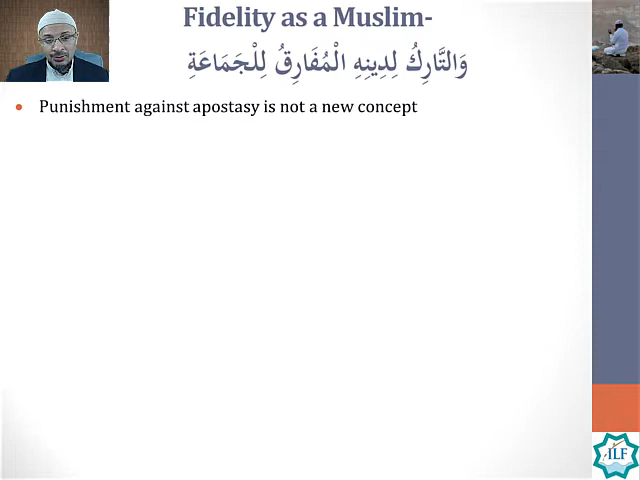 Fidelity as a Muslim-
وَالتَّارِكُ لِدِينِهِ الْمُفَارِقُ لِلْجَمَاعَةِ
Punishment against apostasy is not a new concept
ILF